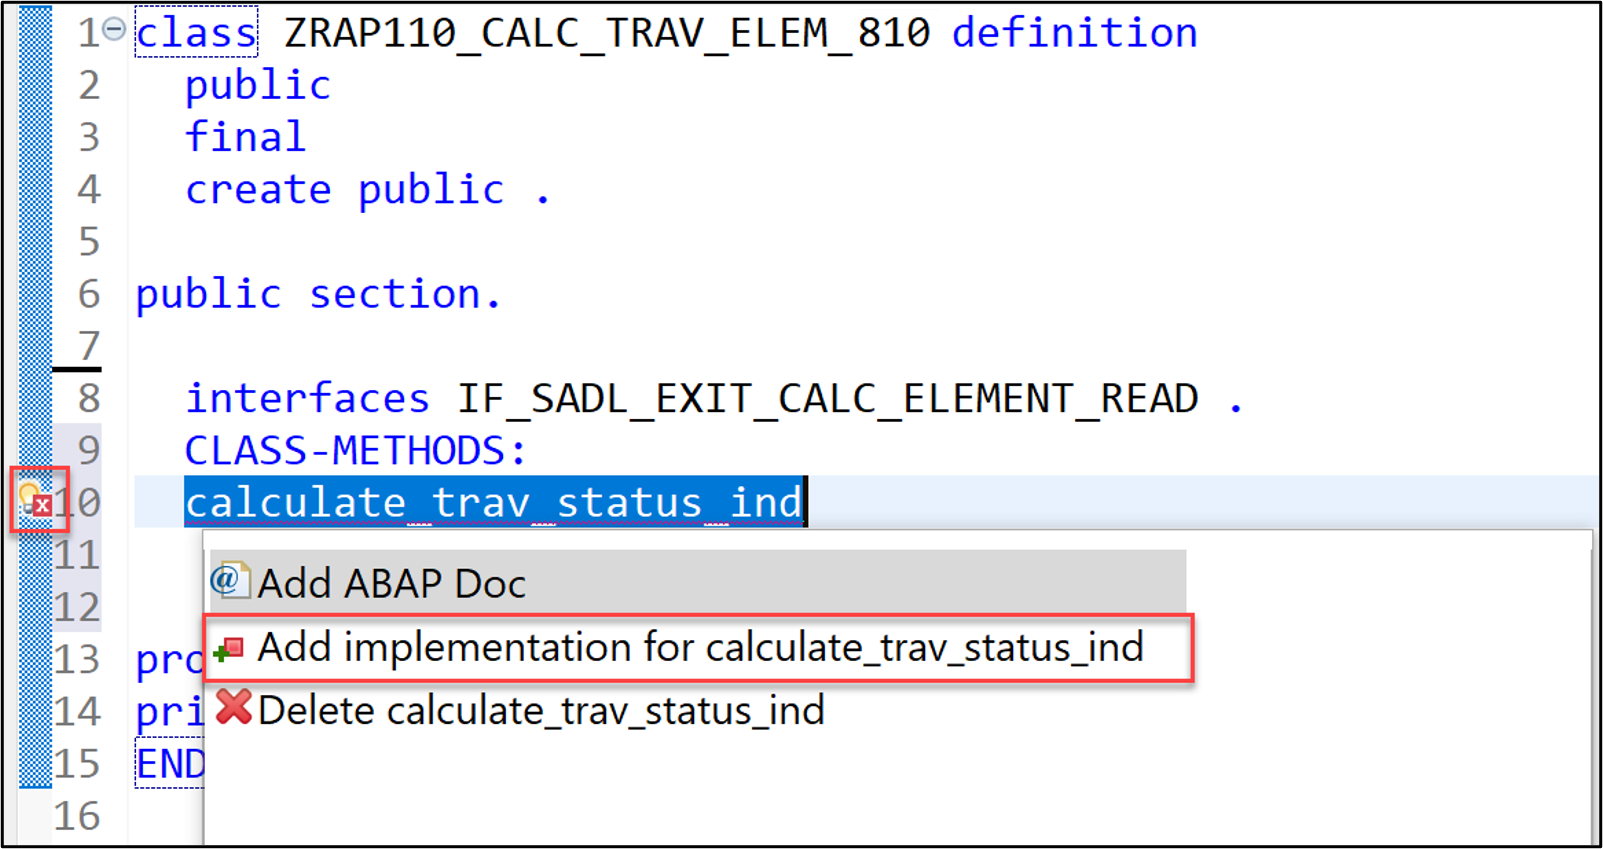 1 class ZRAP110_CALC_TRAV_ELEM_810 definition
2 public
3 final
4 create public .
5
6 public section.
7
8 interfaces IF_SADL_EXIT_CALC_ELEMENT_READ .
9 CLASS-METHODS:
10 calculate_trav_status_ind
11
Add ABAP Doc
12
Add implementation for calculate_trav_status_ind
13 pro
14 pri
Delete calculate_trav_status_ind
15 END
16